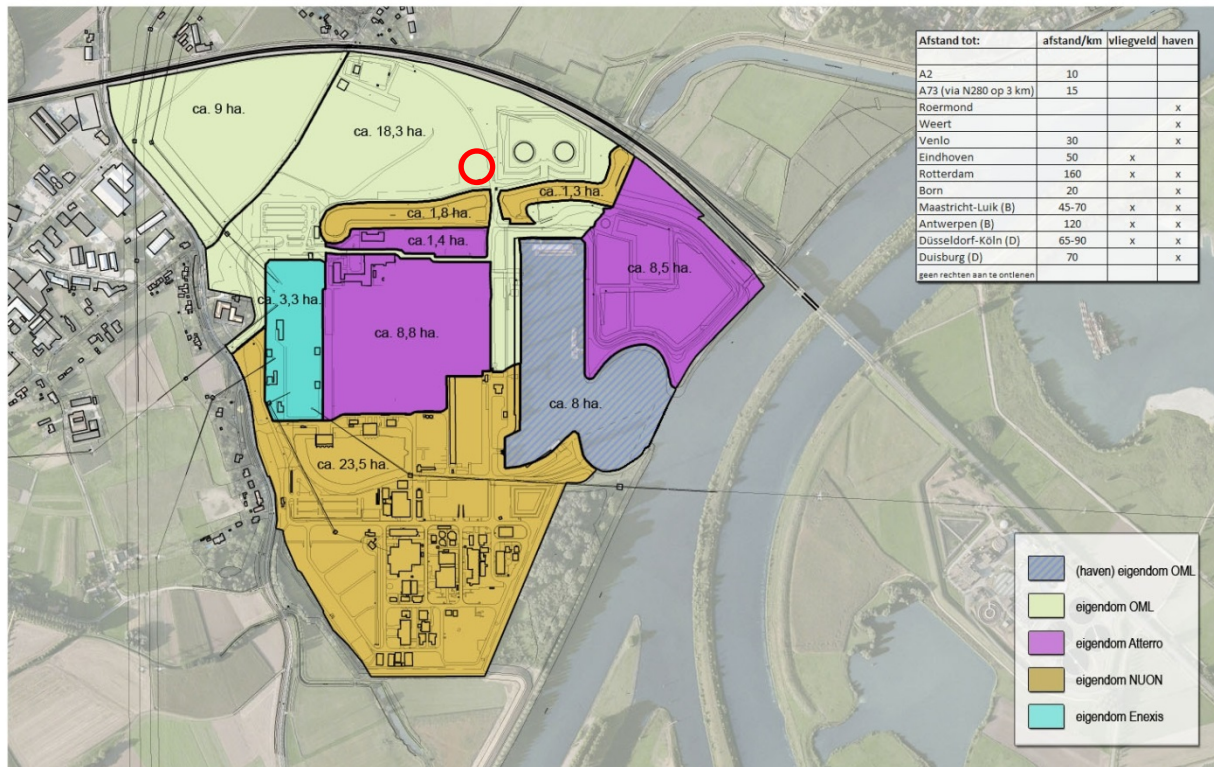 Afstand tot: afstand/km vliegveld haven
A2 10
A73 (via N280 op 3 km) 15
Roermond x
Weert x
Venlo 30 x
Eindhoven 50 x
Rotterdam 160 x x
Born 20 x
Maastricht-Luik (B) 45-70 x x
Antwerpen (B) 120 x x
Düsseldorf-Köln (D) 65-90 x x
Duisburg (D) 70 x
geen rechten aan te ontlenen
ca. 9 ha.
ca. 18,3 ha.
ca. 1,3 ha.
ca. 1,8 ha.
ca.1,4 ha.
ca. 8,5 ha.
ca. 3,3 ha.
ca. 8,8 ha.
ca. 8 ha.
ca. 23,5 ha.
(haven) eigendom OML
eigendom OML
eigendom Atterro
eigendom NUON
eigendom Enexis